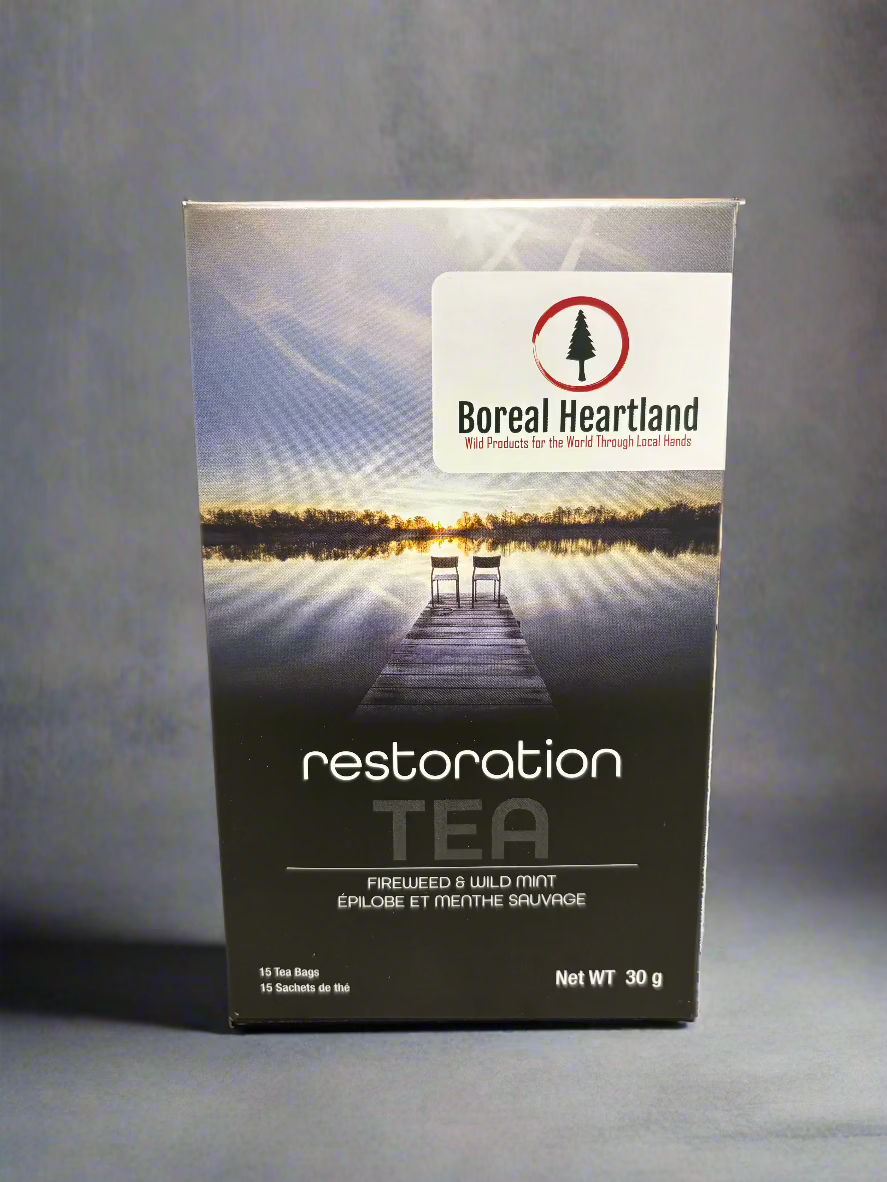 Boreal Heartland
Wild Products for the World Through Local Hands
restoration
TEA
FIREWEED & WILD MINT
ÉPILOBE ET MENTHE SAUVAGE
15 Tea Bags
15 Sachets de thé
Net WT 30 g